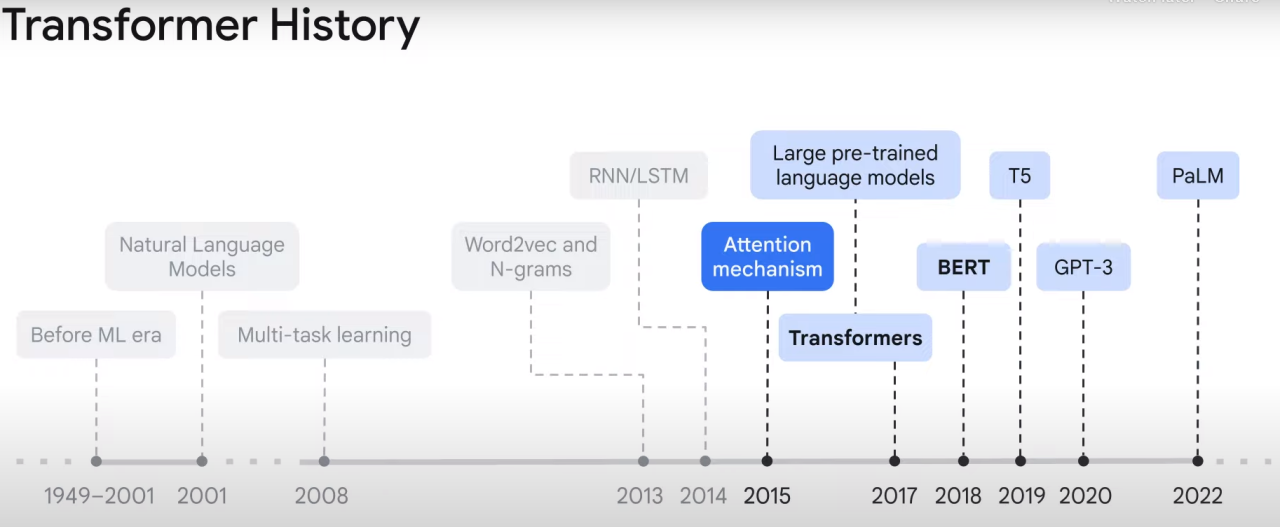 Transformer History
RNN/LSTM
Large pre-trained
language models
T5
PaLM
Natural Language
Models
Word2vec and
N-grams
Attention
mechanism
BERT
GPT-3
Before ML era
Multi-task learning
Transformers
1949–2001
2001
2008
2013
2014
2015
2017
2018
2019
2020
2022